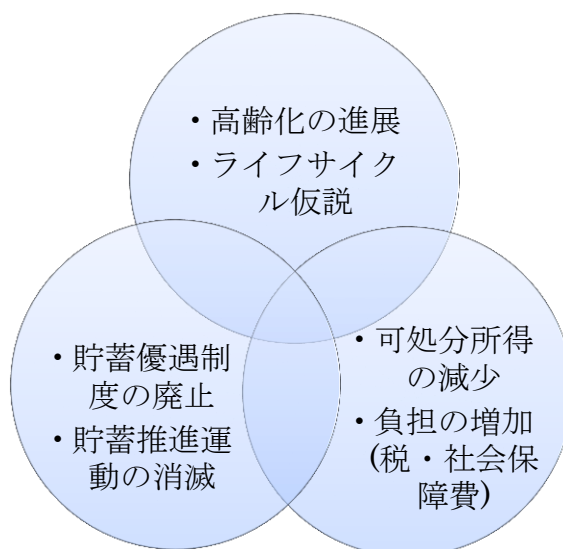 ・高齢化の進展
・ライフサイク
ル仮説
・貯蓄優遇制
度の廃止
・貯蓄推進運
動の消滅
・可処分所得
の減少
・負担の増加
(税・社会保
障費)